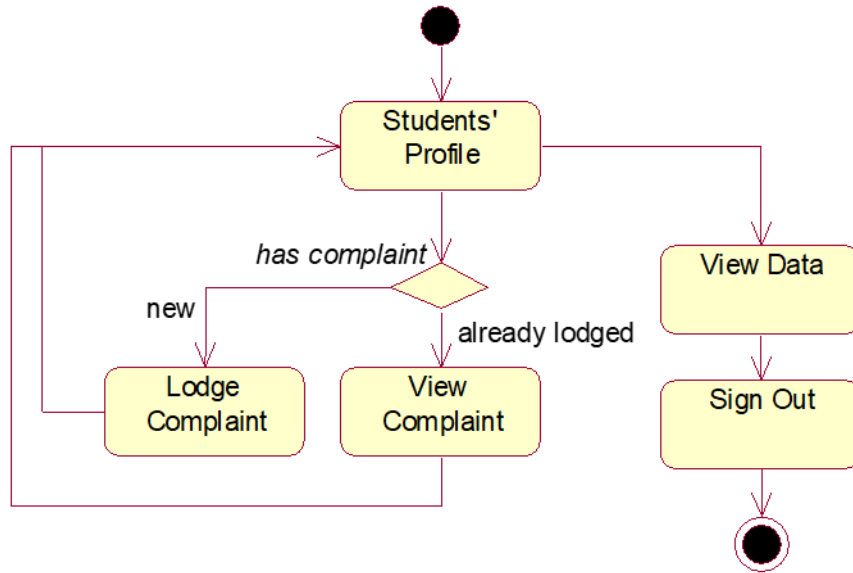 Students'
Profile
has complaint
View Data
new
already lodged
Lodge
Complaint
View
Complaint
Sign Out